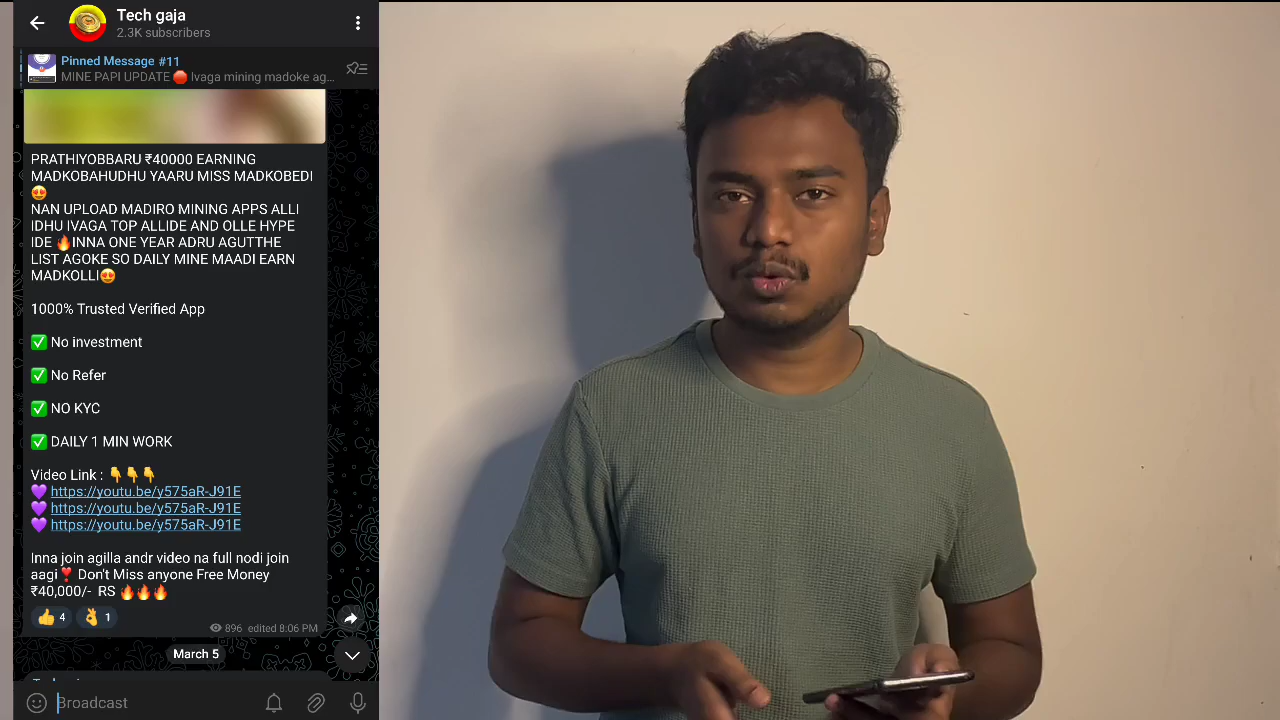 Tech gaja
2.3K subscribers
Pinned Message #11
MINE PAPI UPDATE 🔴 Ivaga mining madoke ag...
PRATHIYOBBARU ₹40000 EARNING
MADKOBAHUDHU YAARU MISS MADKOBEDI
😍
NAN UPLOAD MADIRO MINING APPS ALLI
IDHU IVAGA TOP ALLIDE AND OLLE HYPE
IDE 🔥INNA ONE YEAR ADRU AGUTTHE
LIST AGOKE SO DAILY MINE MAADI EARN
MADKOLLI😍
1000% Trusted Verified App
✅ No investment
✅ No Refer
✅ NO KYC
✅ DAILY 1 MIN WORK
Video Link : 👇👇👇
💜 https://youtu.be/y575aR-J91E
💜 https://youtu.be/y575aR-J91E
💜 https://youtu.be/y575aR-J91E
Inna join agilla andr video na full nodi join
aagi❣️ Don't Miss anyone Free Money
₹40,000/-  RS 🔥🔥🔥
👍 4 👌 1
896 edited 8:06 PM
March 5
Broadcast